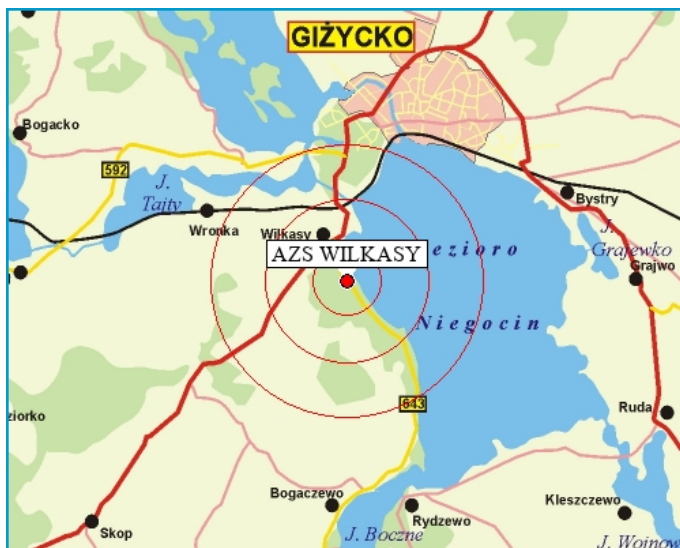 GIŻYCKO
Bogacko
592
J.
Tajty
Wronka
Wilkasy
AZS WILKASY
ezioro
Niegocin
Bystry
J.
Grajewko
Grajwo
643
ziorko
Ruda
Bogaczewo
Rydzewo
Kleszczewo
Skop
J. Boczne
J. Wojnow